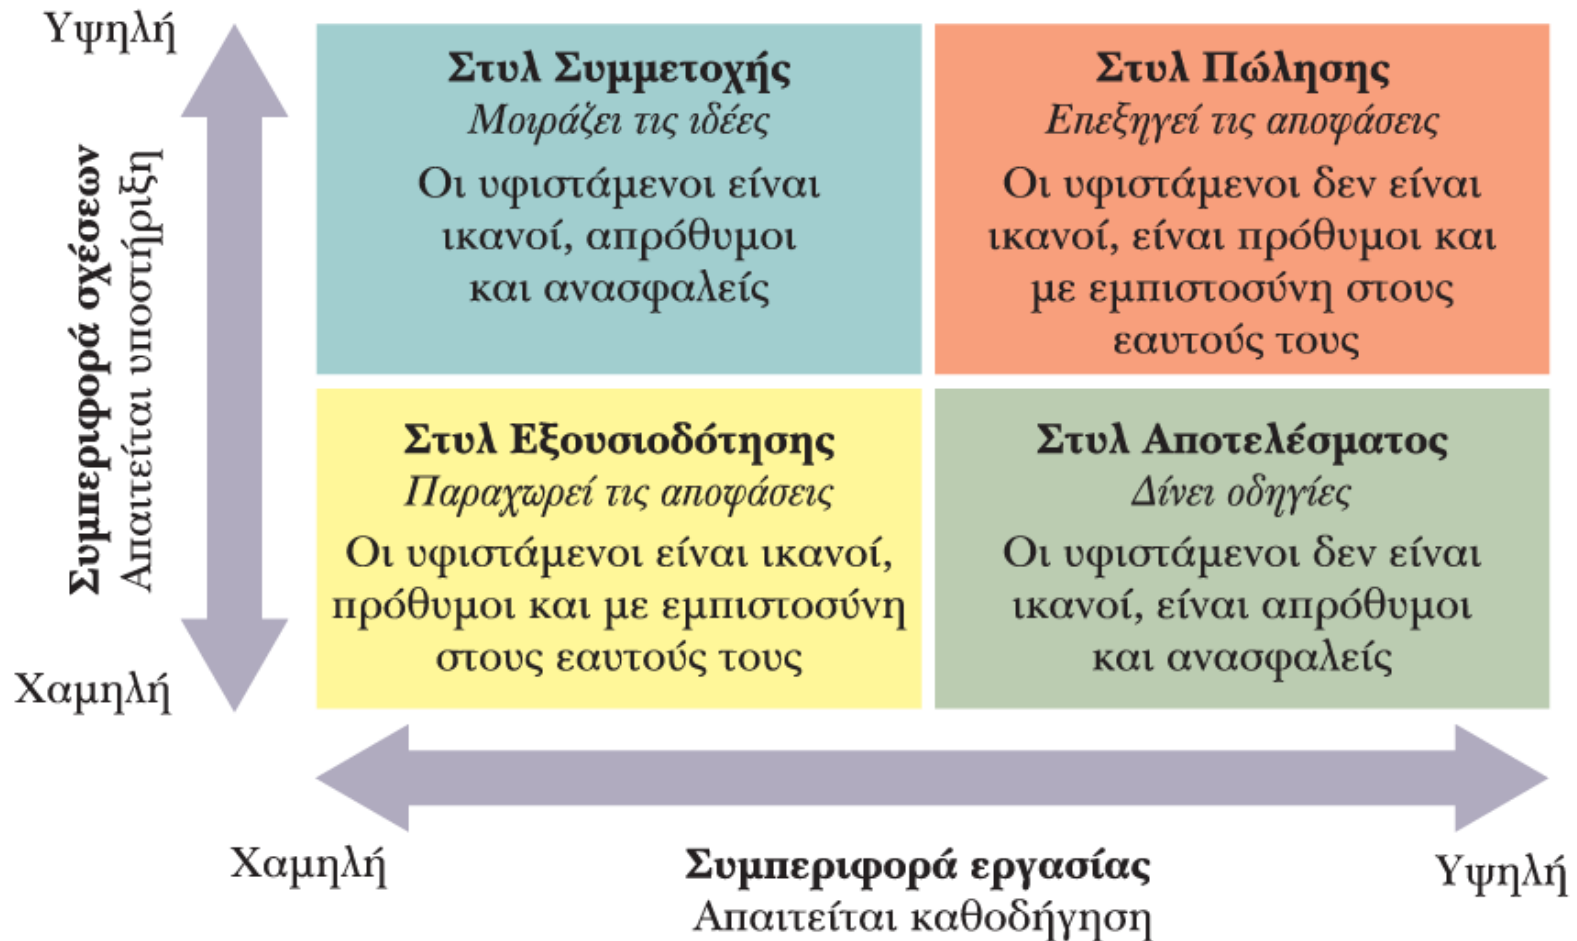 Υψηλή
Συμπεριφορά σχέσεων
Απαιτείται υποστήριξη
Χαμηλή
Στυλ Συμμετοχής
Μοιράζει τις ιδέες
Οι υφιστάμενοι είναι
ικανοί, απρόθυμοι
και ανασφαλείς
Στυλ Πώλησης
Επεξηγεί τις αποφάσεις
Οι υφιστάμενοι δεν είναι
ικανοί, είναι πρόθυμοι και
με εμπιστοσύνη στους
εαυτούς τους
Στυλ Εξουσιοδότησης
Παραχωρεί τις αποφάσεις
Οι υφιστάμενοι είναι ικανοί,
πρόθυμοι και με εμπιστοσύνη
στους εαυτούς τους
Στυλ Αποτελέσματος
Δίνει οδηγίες
Οι υφιστάμενοι δεν είναι
ικανοί, είναι απρόθυμοι
και ανασφαλείς
Χαμηλή
Συμπεριφορά εργασίας
Απαιτείται καθοδήγηση
Υψηλή